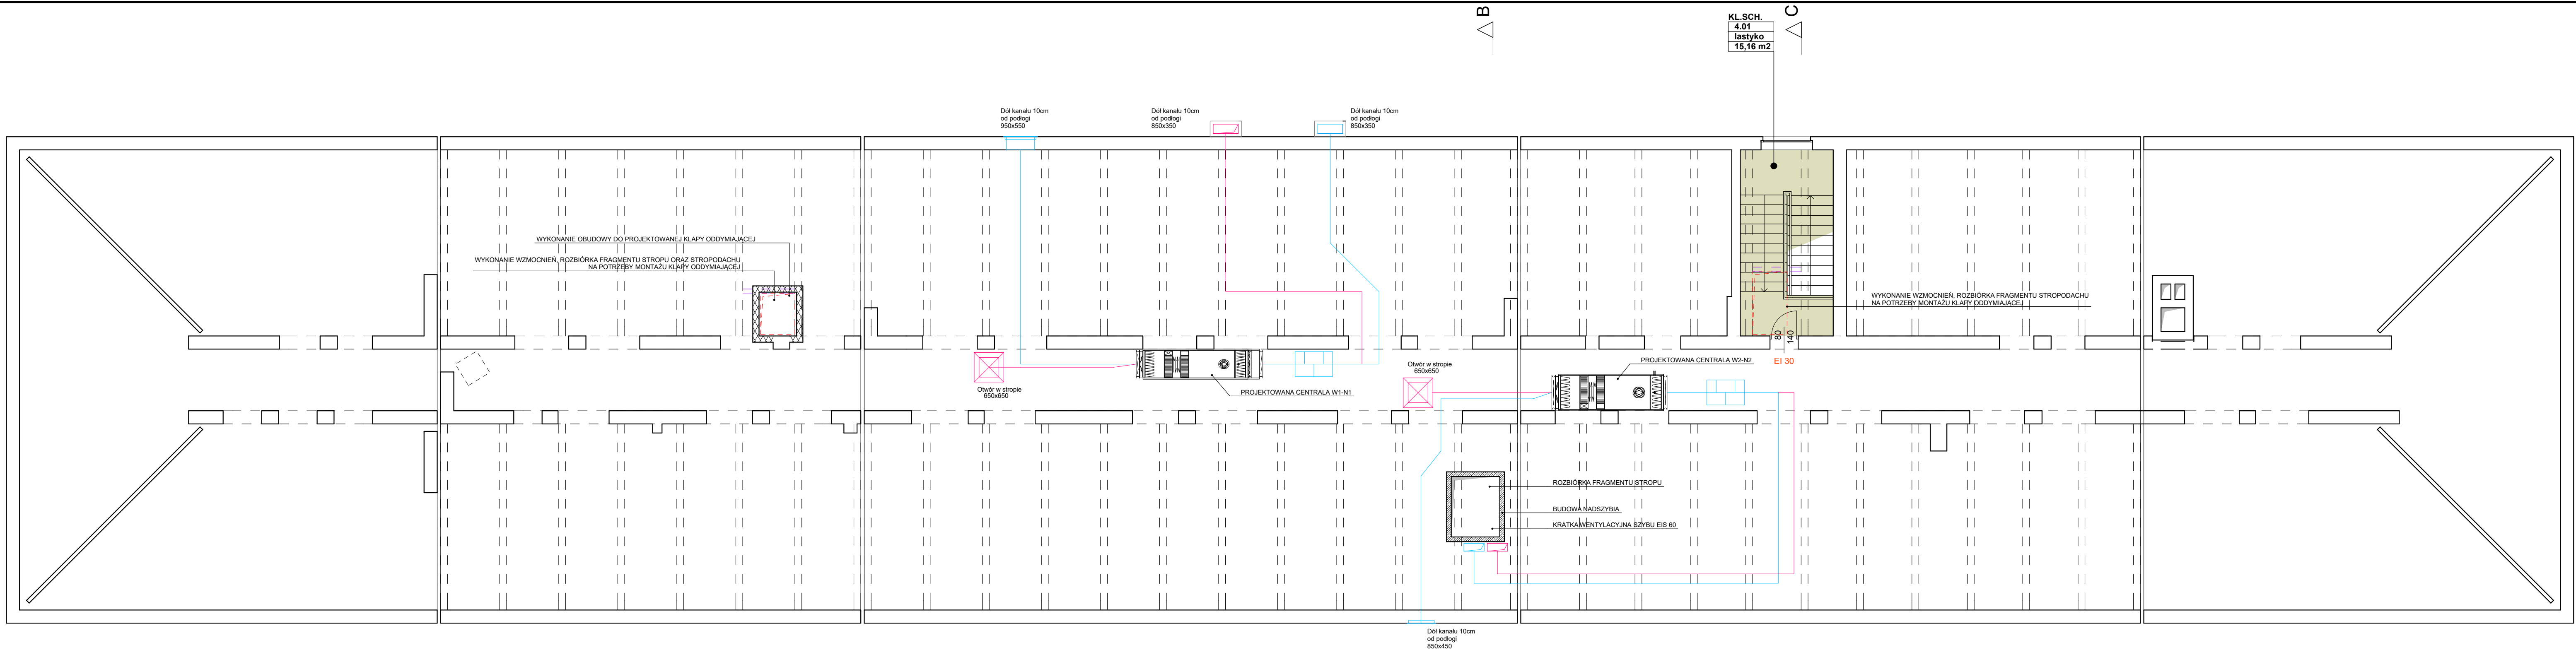 B
C
KL.SCH.
4.01
lastyko
15,16 m2
Dół kanału 10cm
od podłogi
950x550
Dół kanału 10cm
od podłogi
850x350
Dół kanału 10cm
od podłogi
850x350
WYKONANIE OBUDOWY DO PROJEKTOWANEJ KLAPY ODDYMIAJĄCEJ
WYKONANIE WZMOCNIEŃ, ROZBIÓRKA FRAGMENTU STROPU ORAZ STROPODACHU
NA POTRZEBY MONTAŻU KLAPY ODDYMIAJĄCEJ
WYKONANIE WZMOCNIEŃ, ROZBIÓRKA FRAGMENTU STROPODACHU
NA POTRZEBY MONTAŻU KLAPY ODDYMIAJĄCEJ
80
140
EI 30
Otwór w stropie
650x650
PROJEKTOWANA CENTRALA W1-N1
Otwór w stropie
650x650
PROJEKTOWANA CENTRALA W2-N2
ROZBIÓRKA FRAGMENTU STROPU
BUDOWA NADSZYBIA
KRATKA WENTYLACYJNA SZYBU EIS 60
Dół kanału 10cm
od podłogi
850x450